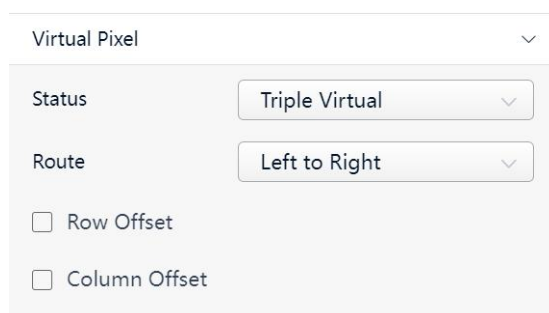 Virtual Pixel
Status Triple Virtual
Route Left to Right
Row Offset
Column Offset